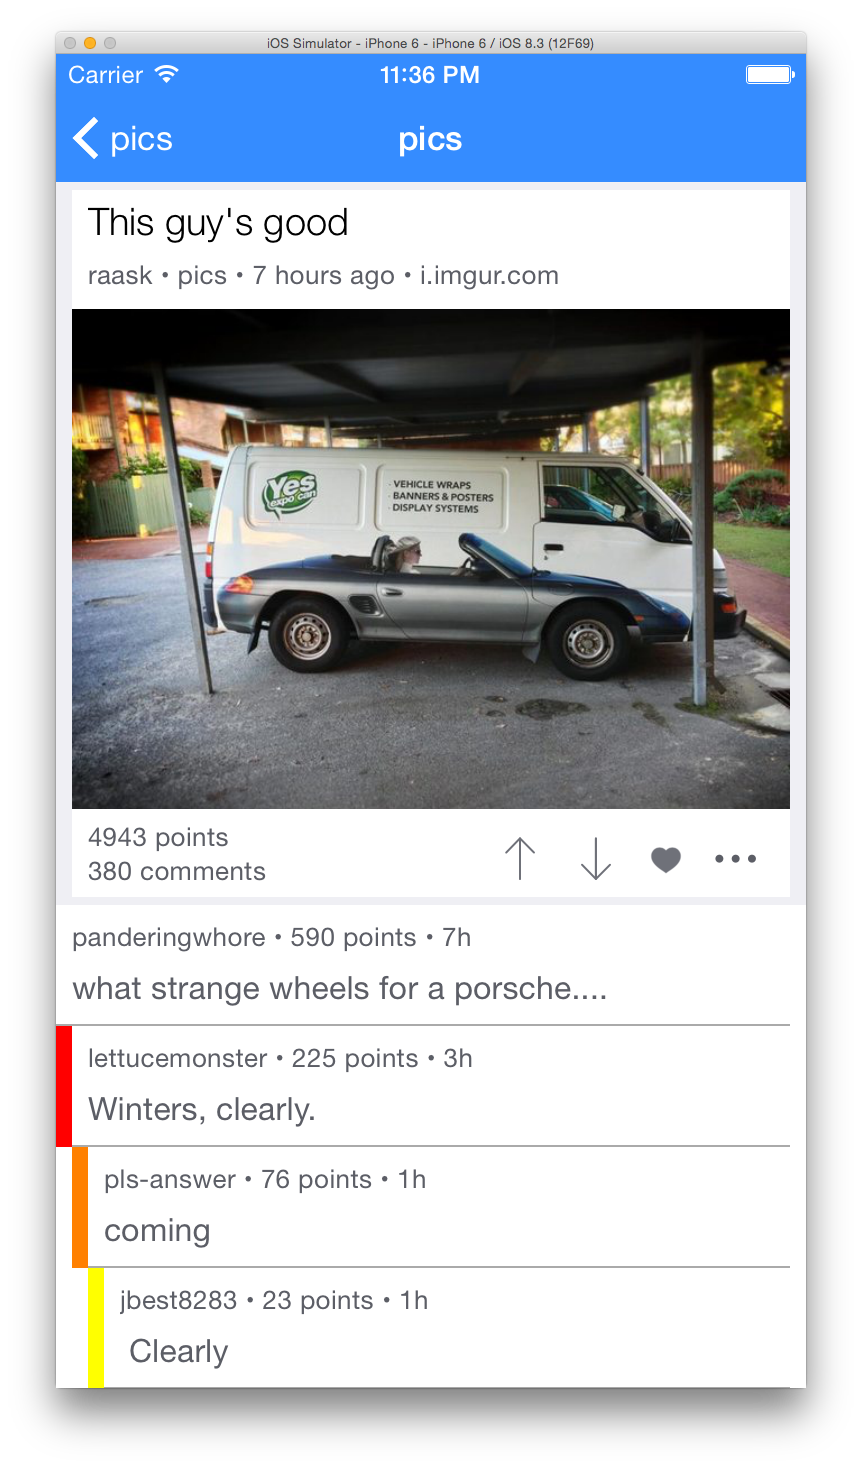 iOS Simulator - iPhone 6 - iPhone 6 / iOS 8.3 (12F69)
Carrier 11:36 PM
pics pics
This guy's good
raask • pics • 7 hours ago • i.imgur.com
Yes
expo can
· VEHICLE WRAPS
· BANNERS & POSTERS
· DISPLAY SYSTEMS
4943 points
380 comments
panderingwhore • 590 points • 7h
what strange wheels for a porsche....
lettucemonster • 225 points • 3h
Winters, clearly.
pls-answer • 76 points • 1h
coming
jbest8283 • 23 points • 1h
Clearly